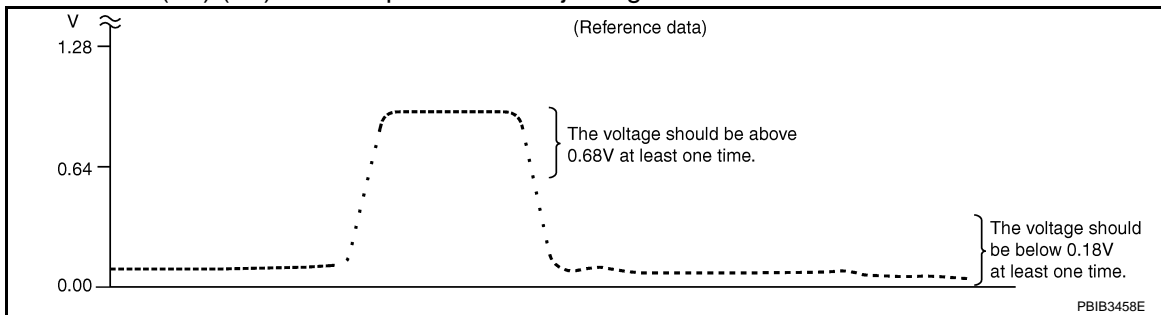 V
(Reference data)
1.28
The voltage should be above
0.68V at least one time.
0.64
The voltage should
be below 0.18V
at least one time.
0.00
PBIB3458E